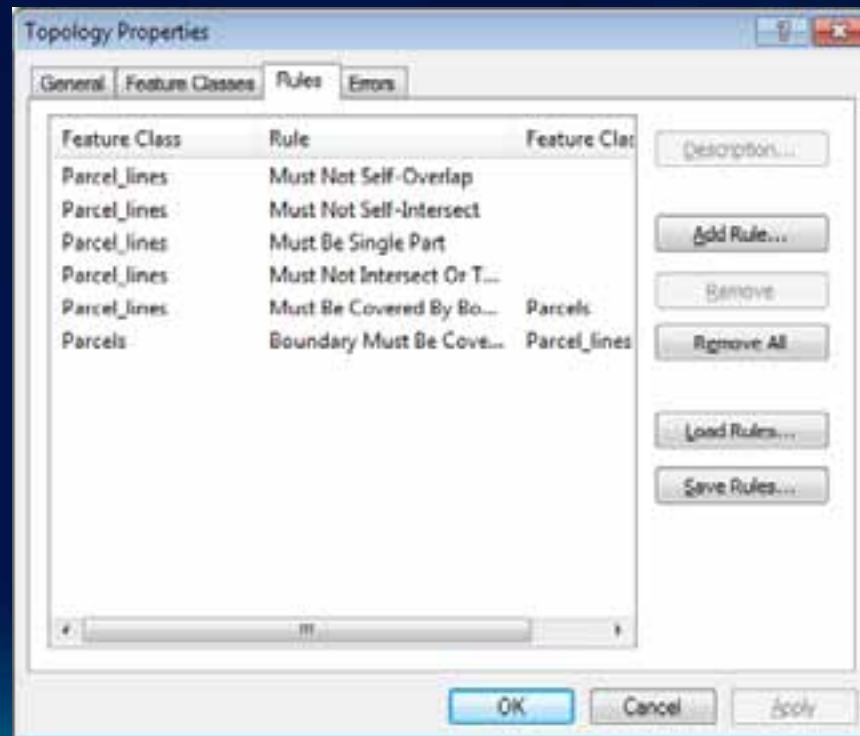 Topology Properties
General Feature Classes Rules Errors
Feature Class Rule Feature Clas
Parcel_lines Must Not Self-Overlap
Parcel_lines Must Not Self-Intersect
Parcel_lines Must Be Single Part
Parcel_lines Must Not Intersect Or T...
Parcel_lines Must Be Covered By Bo... Parcels
Parcels Boundary Must Be Cove... Parcel_lines
Description...
Add Rule...
Remove
Remove All
Load Rules...
Save Rules...
OK Cancel Apply